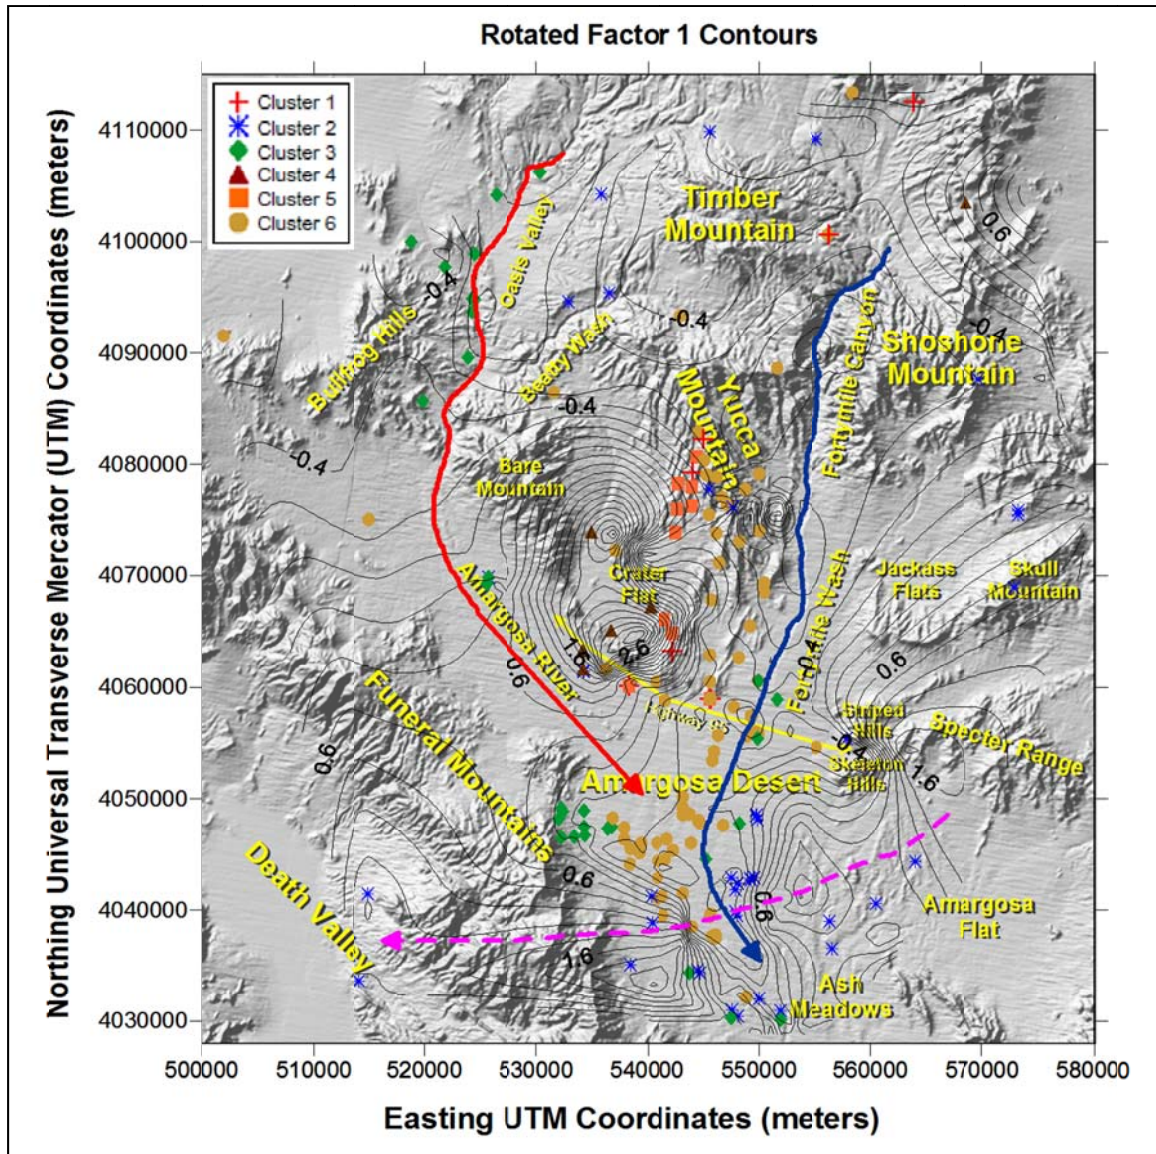 Rotated Factor 1 Contours
Northing Universal Transverse Mercator (UTM) Coordinates (meters)
4110000
4100000
4090000
4080000
4070000
4060000
4050000
4040000
4030000
Cluster 1
Cluster 2
Cluster 3
Cluster 4
Cluster 5
Cluster 6
Timber
Mountain
0.6
Oasis Valley
-0.4
-0.4
-0.4
Bullfrog Hills
Beatty Wash
Fortymile Canyon
Shoshone
Mountain
Yucca
Mountain
-0.4
-0.4
Bare
Mountain
Crater
Flat
Jackass
Flats
Skull
Mountain
Amargosa River
Fortymile Wash
-0.4
1.6
2.6
0.6
0.6
Funeral Mountains
Highway 95
Striped
Hills
-0.4
Skeleton
Hills
Specter Range
1.6
0.6
Amargosa Desert
Death Valley
0.6
0.6
1.6
Amargosa
Flat
Ash
Meadows
500000
510000
520000
530000
540000
550000
560000
570000
580000
Easting UTM Coordinates (meters)